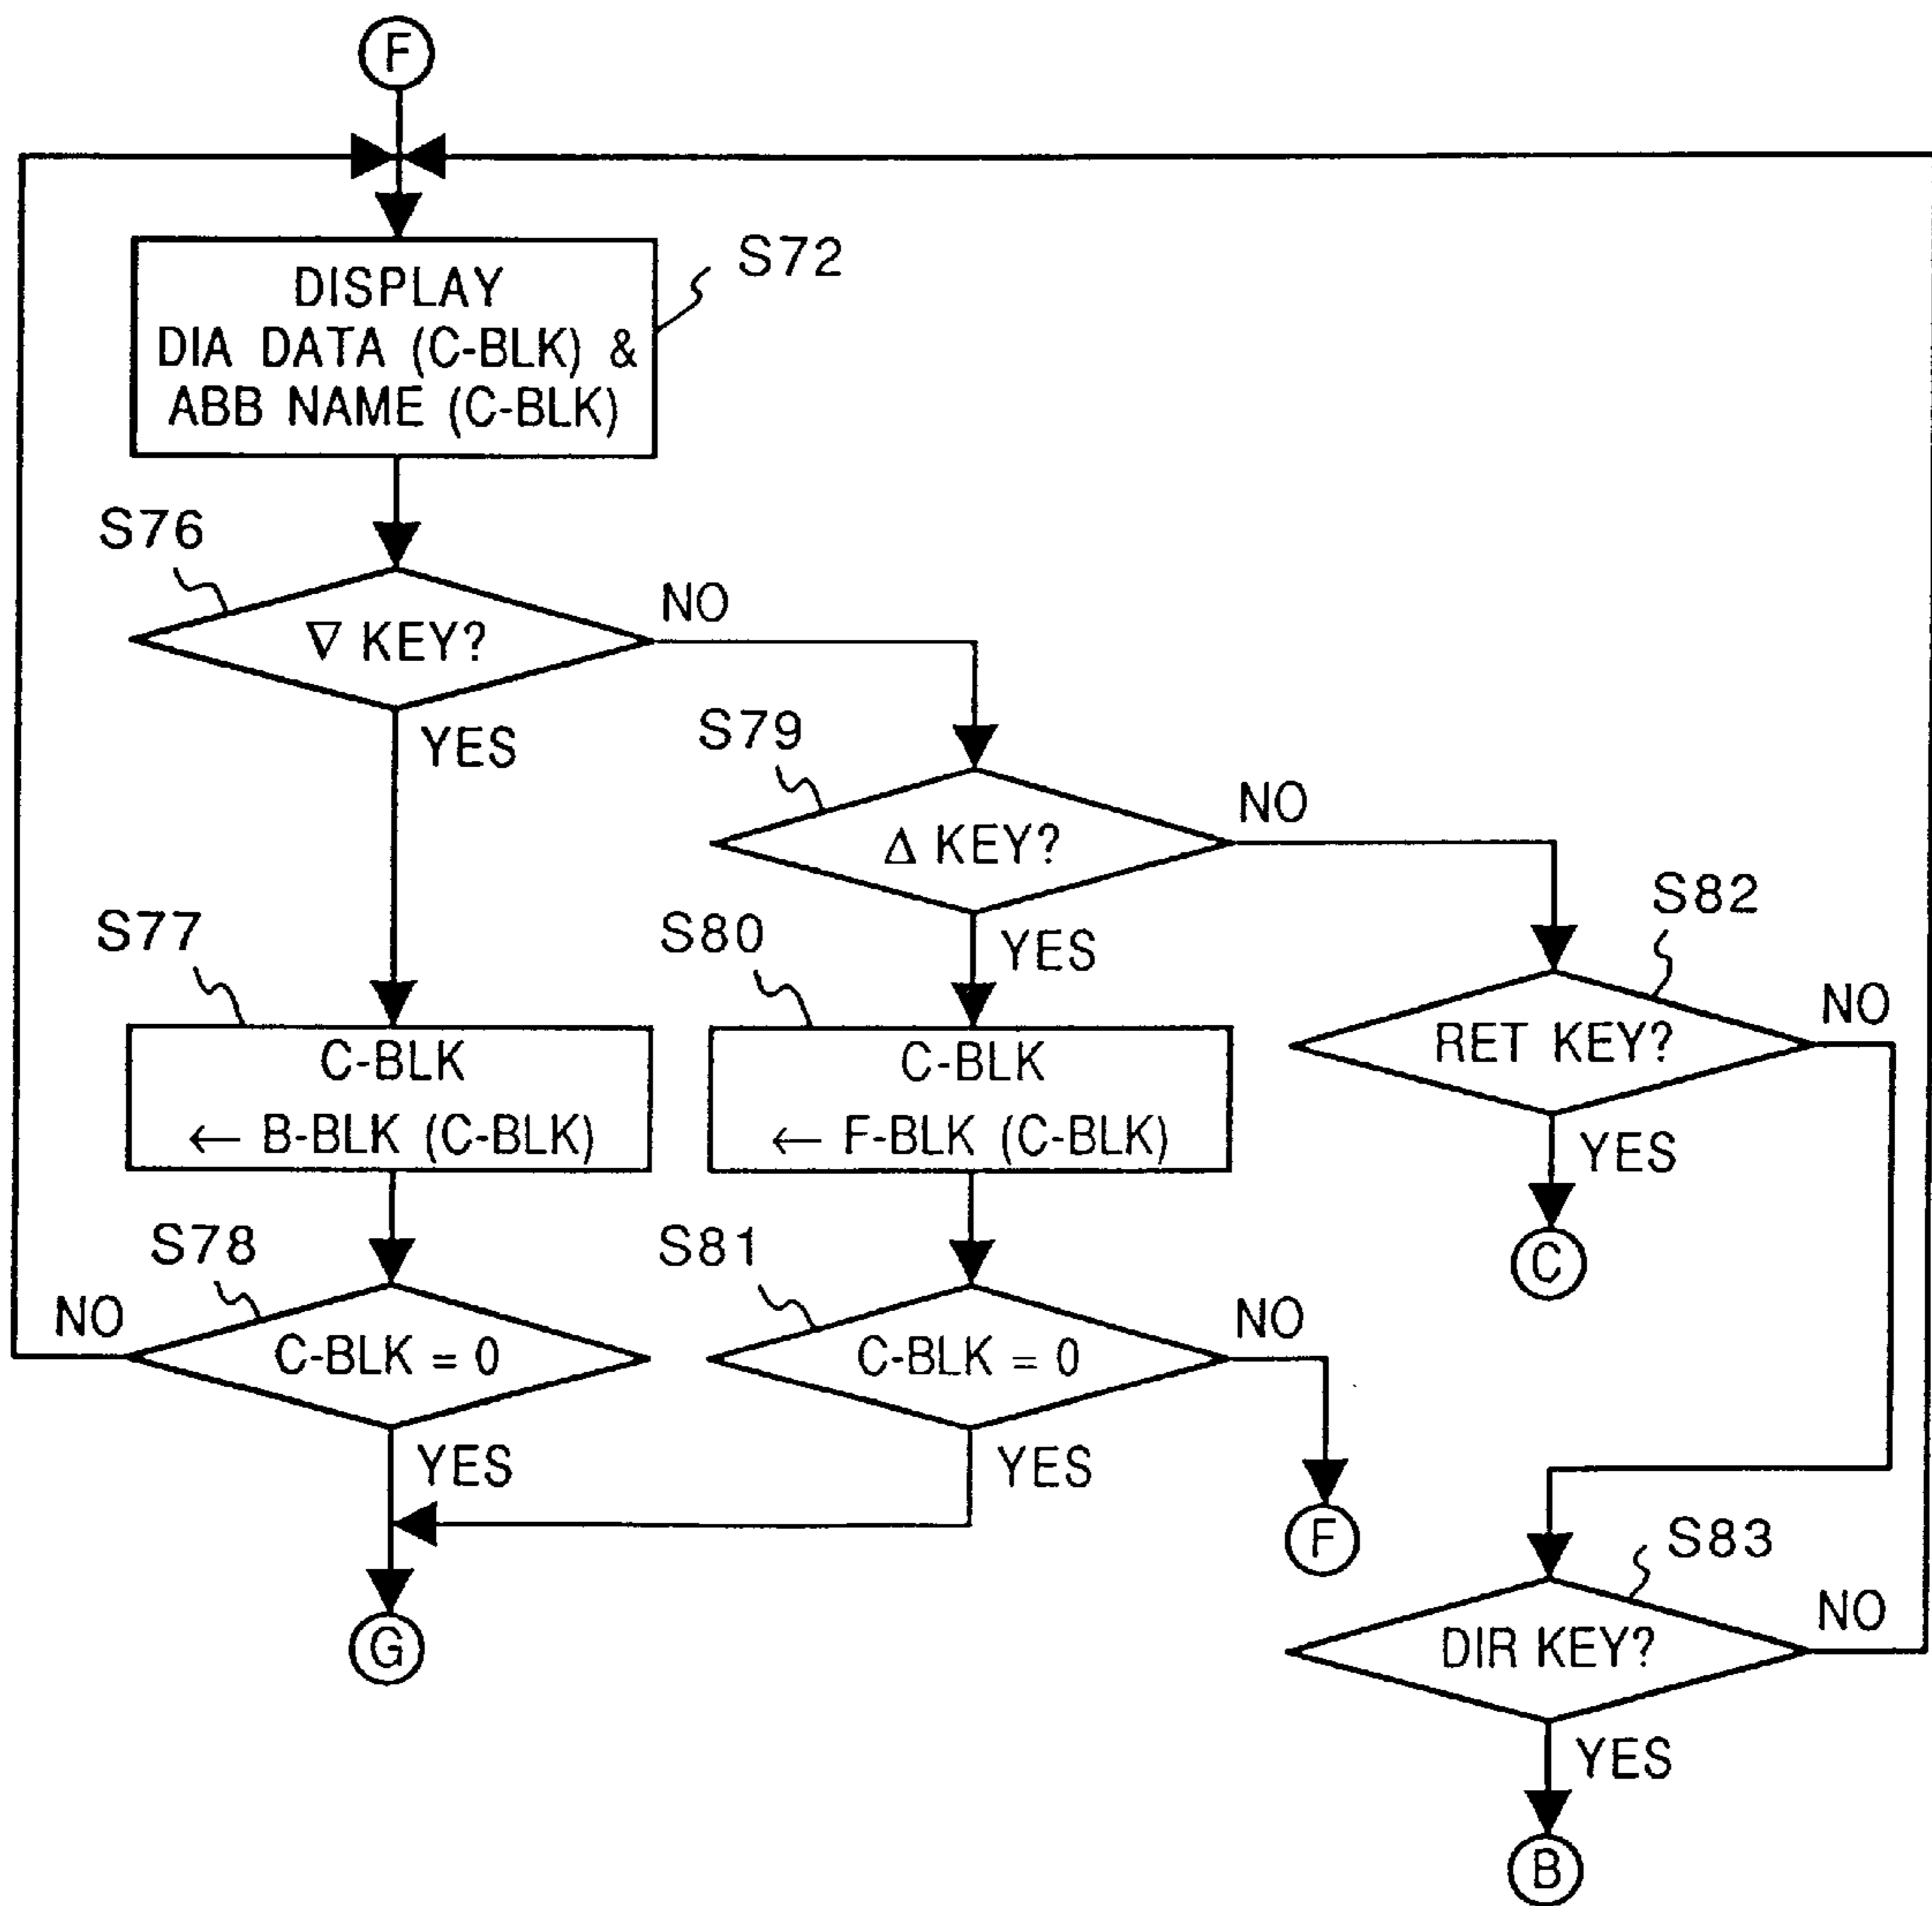 F
S72
DISPLAY
DIA DATA (C-BLK) &
ABB NAME (C-BLK)
S76
NO
∇ KEY?
YES
S79
NO
Δ KEY?
S82
S77
S80
YES
NO
RET KEY?
C-BLK
← B-BLK (C-BLK)
C-BLK
← F-BLK (C-BLK)
YES
S78
S81
C
NO
C-BLK = 0
C-BLK = 0
NO
YES
YES
F
S83
G
NO
DIR KEY?
YES
B